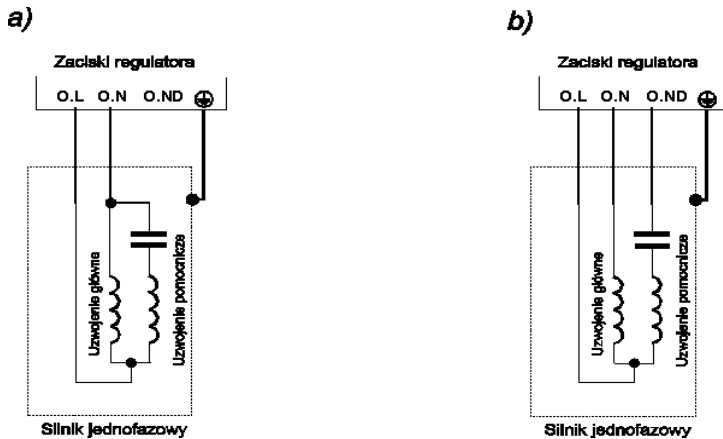 a)
Zaciski regulatora
O.L O.N O.ND
Uzwojenie główne
Uzwojenie pomocnicze
Silnik jednofazowy
b)
Zaciski regulatora
O.L O.N O.ND
Uzwojenie główne
Uzwojenie pomocnicze
Silnik jednofazowy